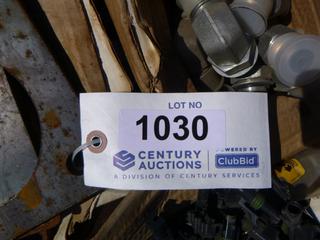 LOT NO
1030
CENTURY AUCTIONS
POWERED BY
ClubBid
A DIVISION OF CENTURY SERVICES